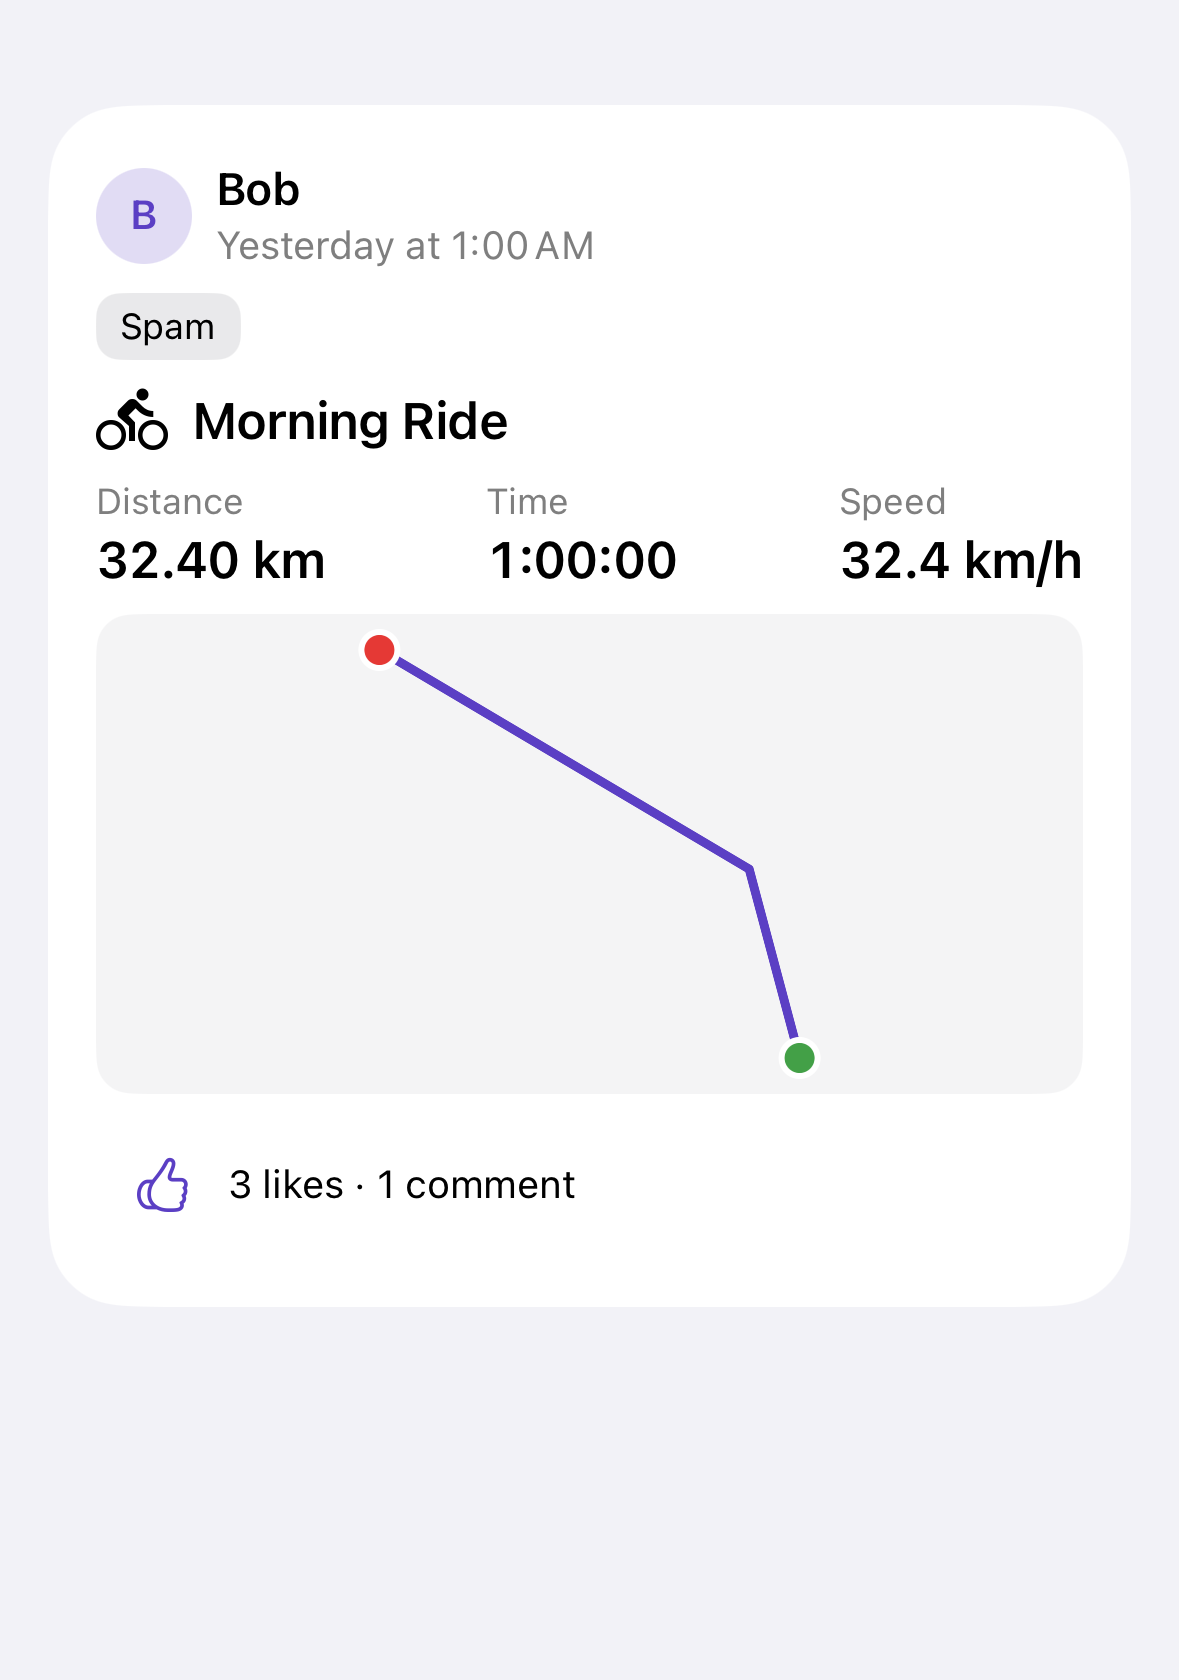 B
Bob
Yesterday at 1:00 AM
Spam
Morning Ride
Distance Time Speed
32.40 km 1:00:00 32.4 km/h
3 likes · 1 comment